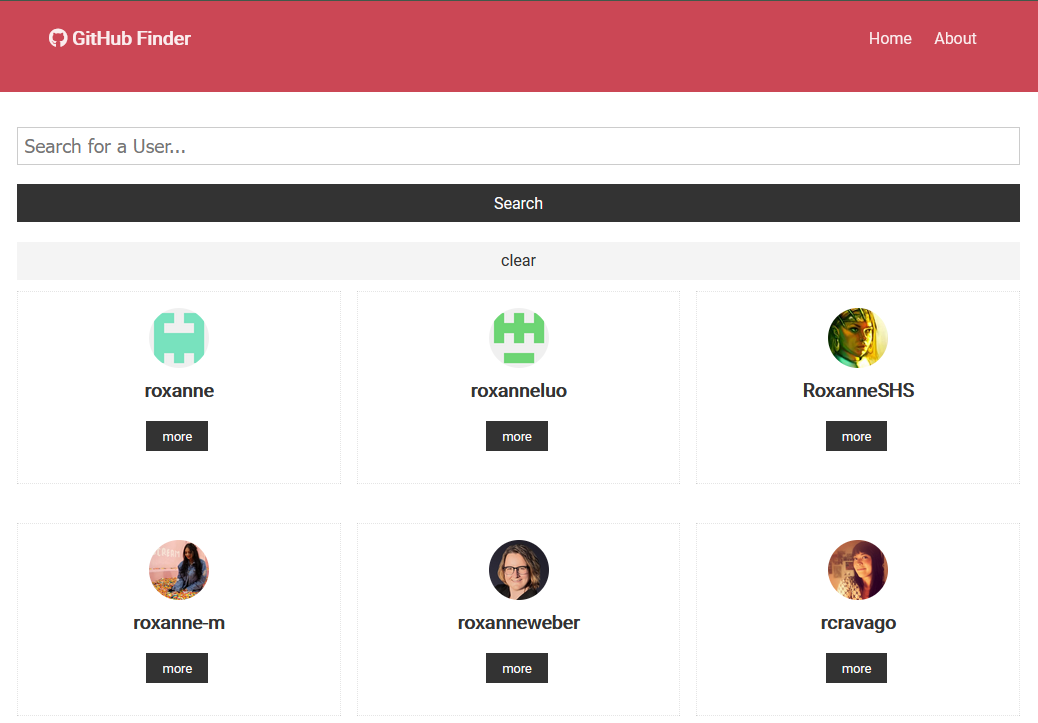 GitHub Finder
Home About
Search for a User...
Search
clear
roxanne
more
roxanneluo
more
RoxanneSHS
more
roxanne-m
more
roxanneweber
more
rcravago
more